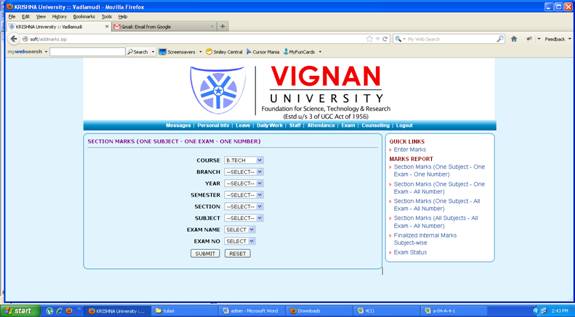 KRISHNA University :: Vadlamudi - Mozilla Firefox
File Edit View History Bookmarks Tools Help
KRISHNA University :: Vadlamudi × Gmail: Email from Google × +
soft/addmarks.jsp
My Web Search
Feedback
mywebsearch Search Screensavers Smiley Central Cursor Mania MyFunCards
VIGNAN
UNIVERSITY
Foundation for Science, Technology & Research
(Estd u/s 3 of UGC Act of 1956)
Messages | Personal Info | Leave | Daily Work | Staff | Attendance | Exam | Counseling | Logout
SECTION MARKS (ONE SUBJECT - ONE EXAM - ONE NUMBER)
COURSE B.TECH
BRANCH --SELECT--
YEAR --SELECT--
SEMESTER --SELECT--
SECTION --SELECT--
SUBJECT --SELECT--
EXAM NAME SELECT
EXAM NO SELECT
SUBMIT RESET
QUICK LINKS
Enter Marks
MARKS REPORT
Section Marks (One Subject - One
Exam - One Number)
Section Marks (One Subject - One
Exam - All Number)
Section Marks (One Subject - All
Exam - All Number)
Section Marks (All Subjects - All
Exam - All Number)
Finalized Internal Marks
Subject-wise
Exam Status
start KRISHNA University :... tulasi - Microsoft Word Downloads 4(1) 2:43 PM